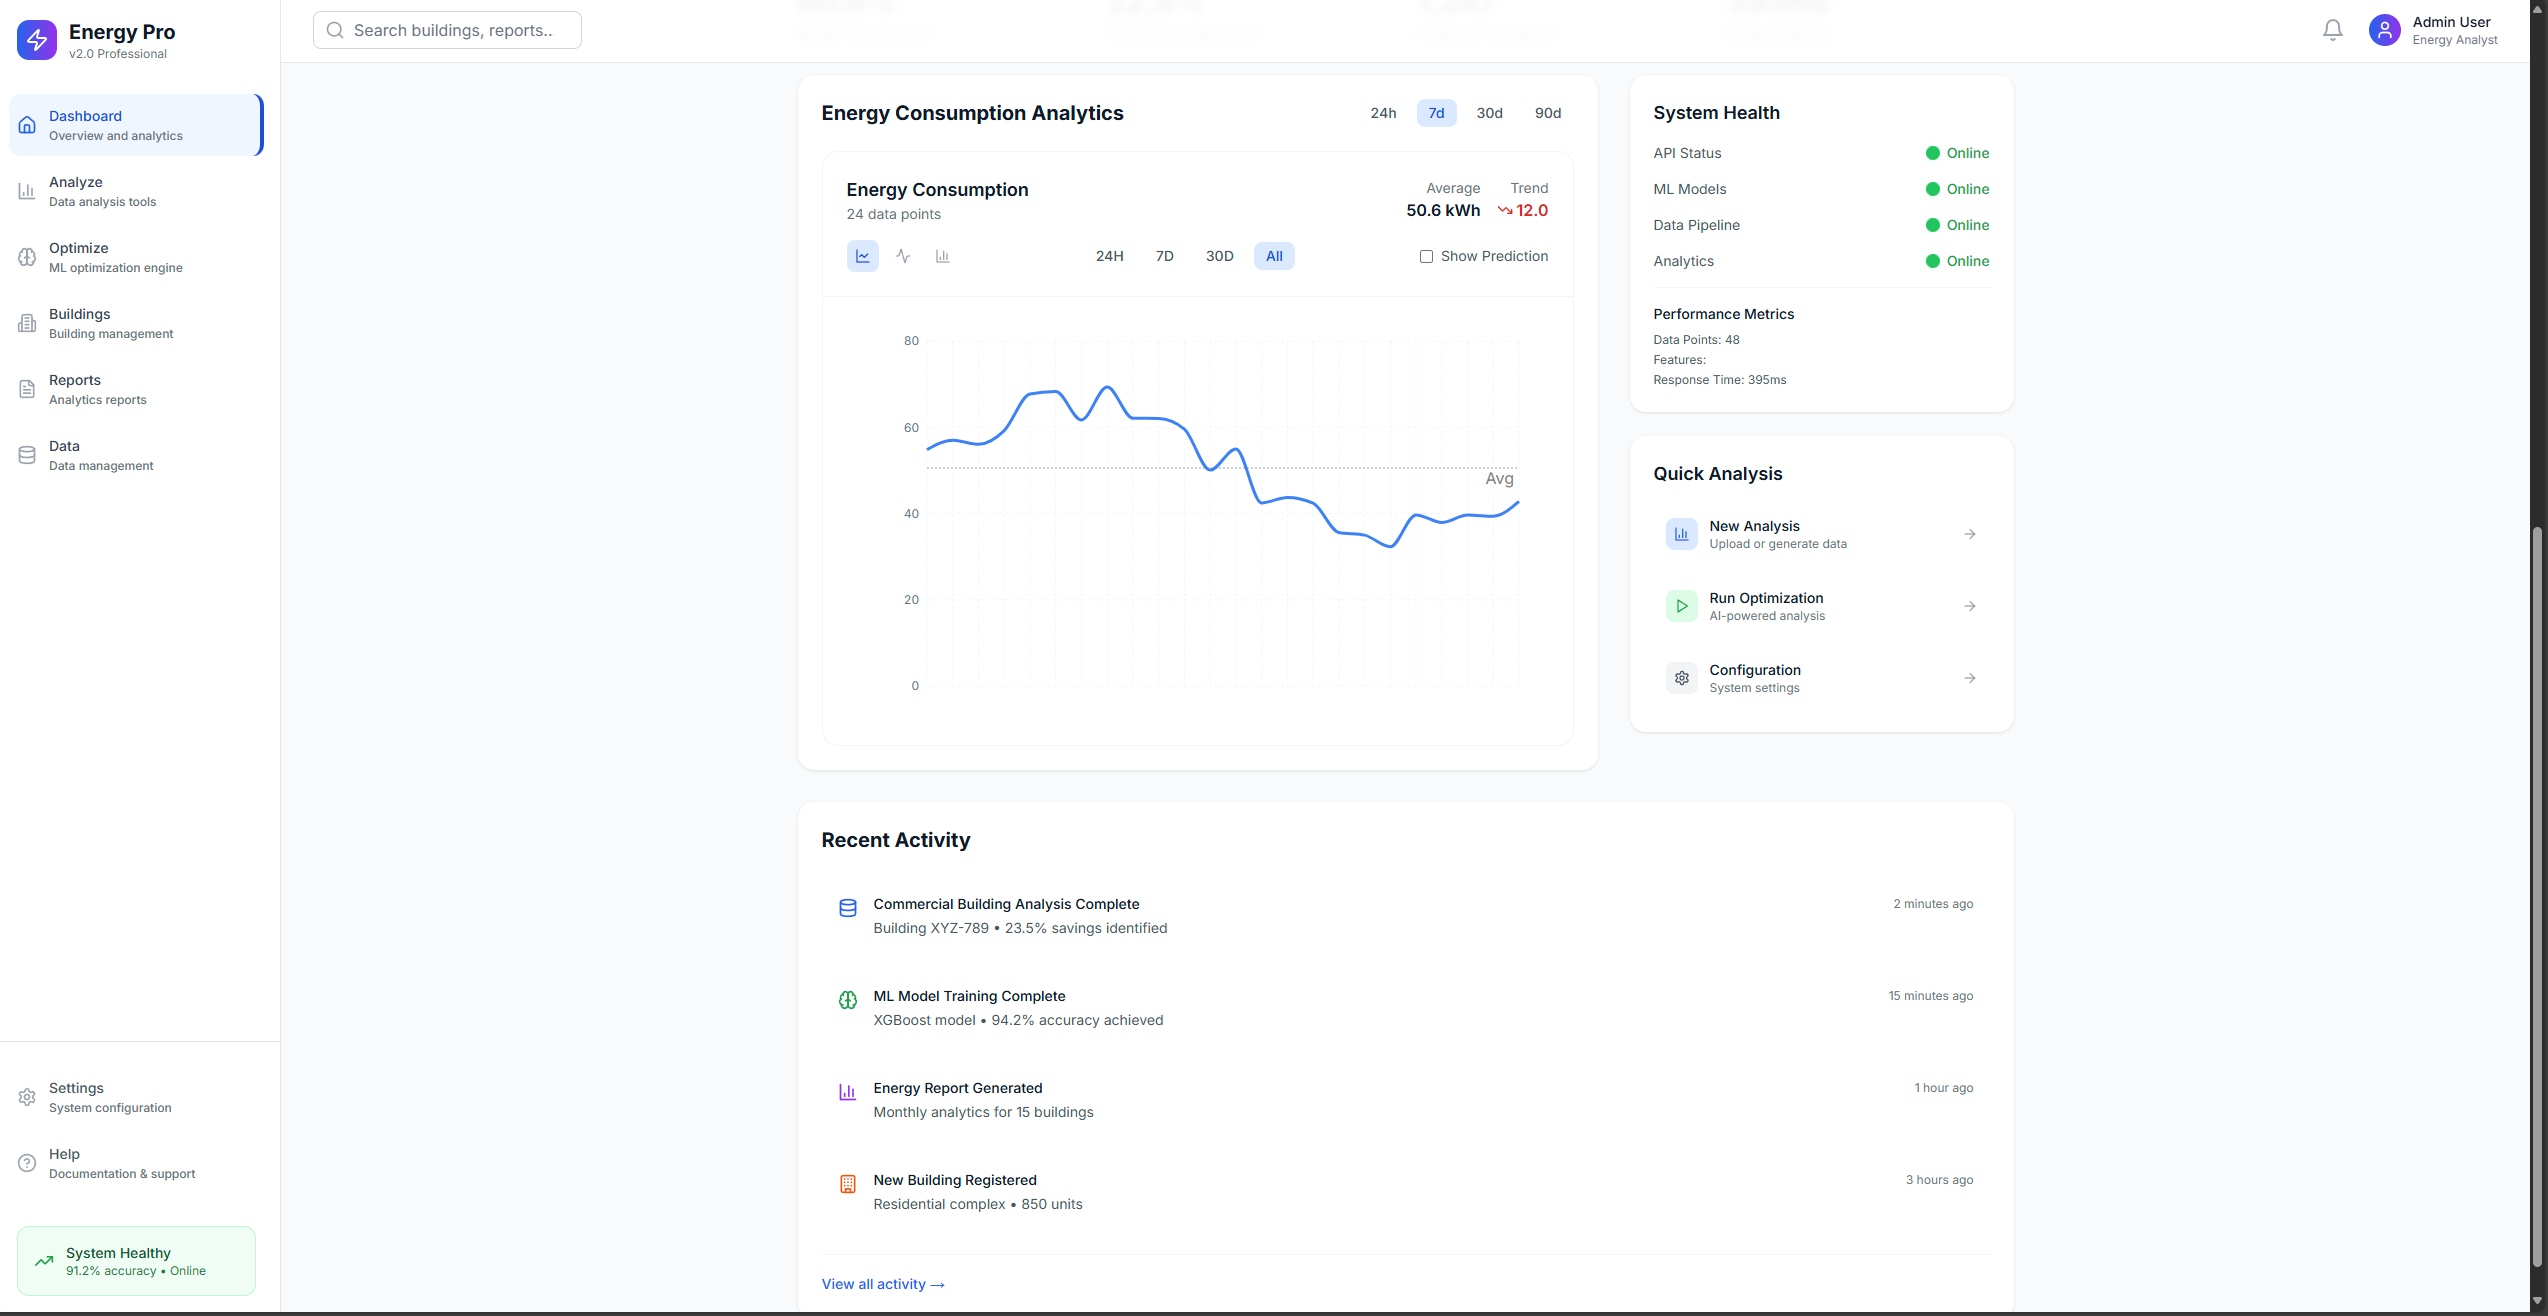 Energy Pro
v2.0 Professional
Dashboard
Overview and analytics
Analyze
Data analysis tools
Optimize
ML optimization engine
Buildings
Building management
Reports
Analytics reports
Data
Data management
Settings
System configuration
Help
Documentation & support
System Healthy
91.2% accuracy • Online
Search buildings, reports..
Admin User
Energy Analyst
Energy Consumption Analytics
24h 7d 30d 90d
Energy Consumption
24 data points
Average Trend
50.6 kWh 12.0
24H 7D 30D All
Show Prediction
80
60
40
20
0
Avg
System Health
API Status Online
ML Models Online
Data Pipeline Online
Analytics Online
Performance Metrics
Data Points: 48
Features:
Response Time: 395ms
Quick Analysis
New Analysis
Upload or generate data
Run Optimization
AI-powered analysis
Configuration
System settings
Recent Activity
Commercial Building Analysis Complete 2 minutes ago
Building XYZ-789 • 23.5% savings identified
ML Model Training Complete 15 minutes ago
XGBoost model • 94.2% accuracy achieved
Energy Report Generated 1 hour ago
Monthly analytics for 15 buildings
New Building Registered 3 hours ago
Residential complex • 850 units
View all activity →